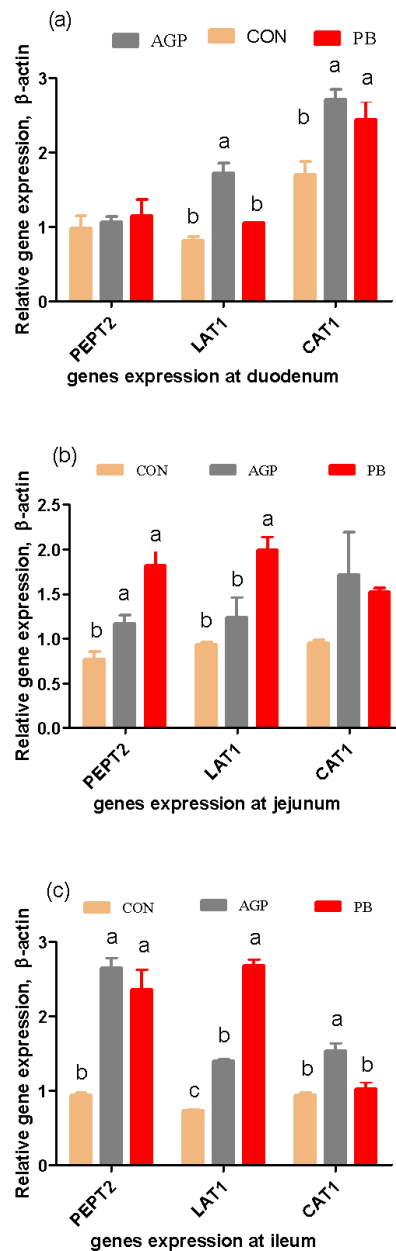 (a)
AGP CON PB
Relative gene expression, β-actin
3
2
1
0
b a b b a a
PEPT2 LAT1 CAT1
genes expression at duodenum
(b)
CON AGP PB
Relative gene expression, β-actin
2.5
2.0
1.5
1.0
0.5
0.0
b a a b b a
PEPT2 LAT1 CAT1
genes expression at jejunum
(c)
CON AGP PB
Relative gene expression, β-actin
3
2
1
0
b a a c b a b a b
PEPT2 LAT1 CAT1
genes expression at ileum